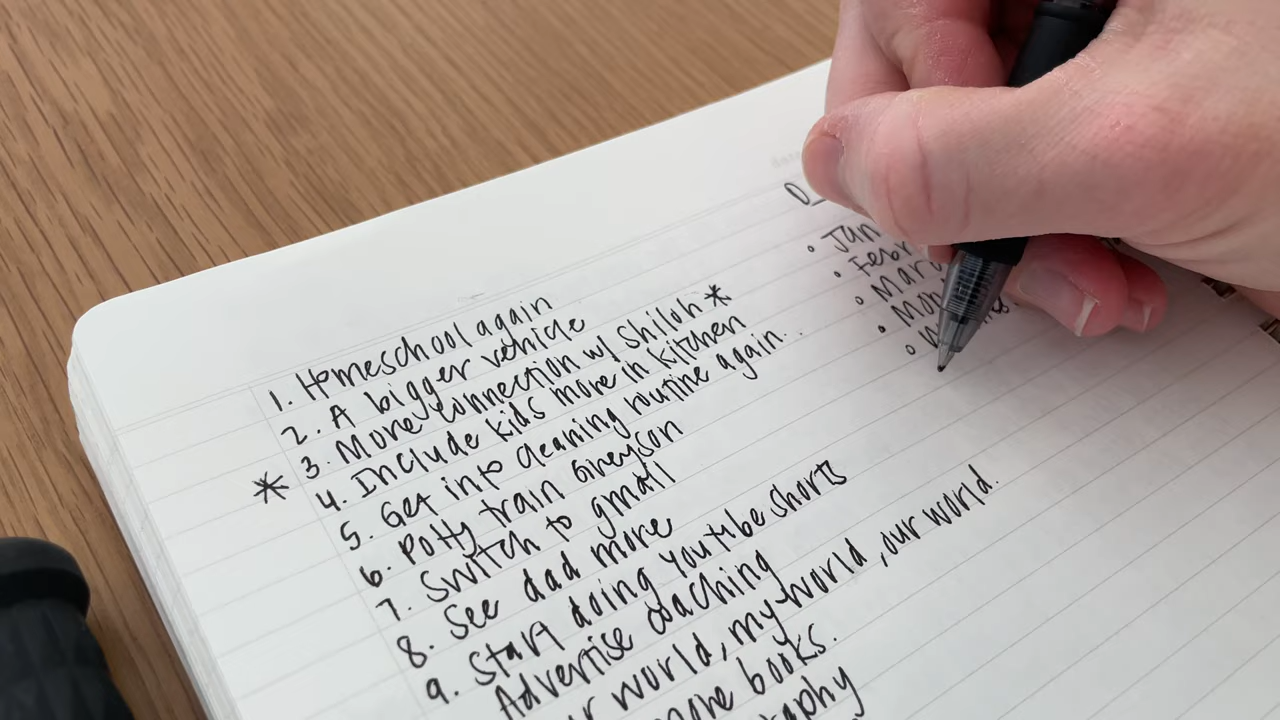 1. Homeschool again
2. A bigger vehicle
* 3. More connection w/ Shiloh *
4. Include kids more in kitchen
5. Get into cleaning routine again..
6. Potty train Greyson
7. Switch to gmail
8. See dad more
9. Start doing youtube shorts
Advertise coaching
world, my world, our world.
more books.
• Jan
• Febr
• Mar
•
•